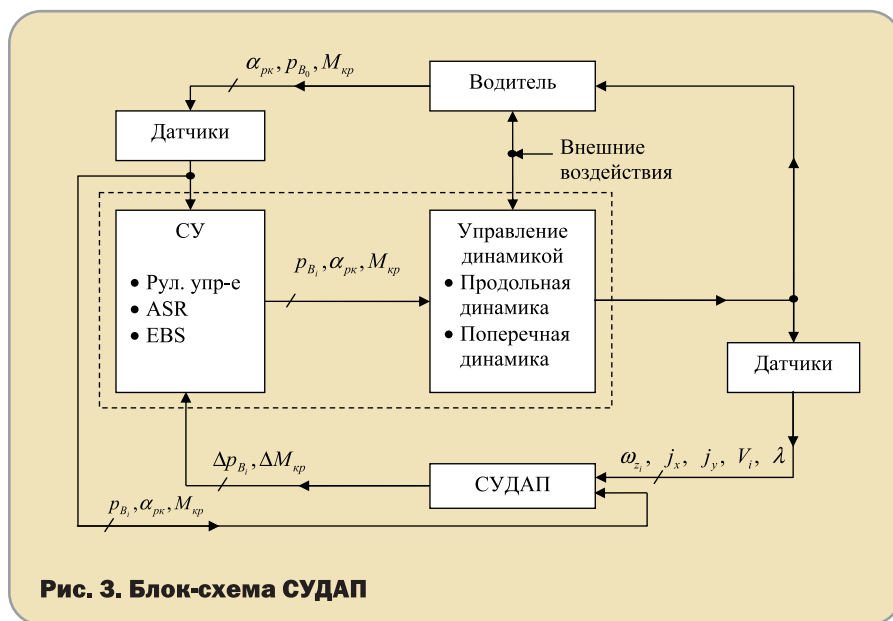 α_рк, p_B₀, M_кр
Водитель
Датчики
Внешние
воздействия
СУ
• Рул. упр-е
• ASR
• EBS
p_Bᵢ, α_рк, M_кр
Управление
динамикой
• Продольная
динамика
• Поперечная
динамика
Датчики
Δp_Bᵢ, ΔM_кр
СУДАП
ω_zᵢ, j_x, j_y, V_i, λ
p_Bᵢ, α_рк, M_кр
Рис. 3. Блок-схема СУДАП